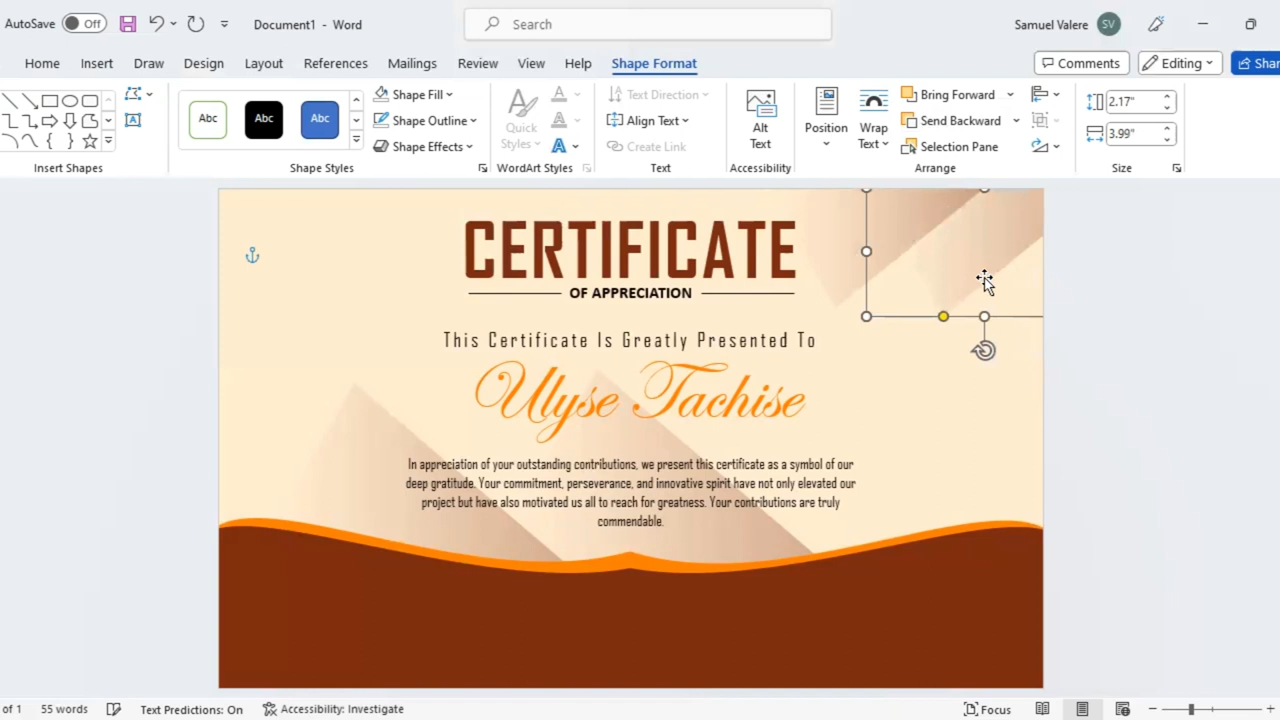 AutoSave Off Document1 - Word Search Samuel Valere SV
Home Insert Draw Design Layout References Mailings Review View Help Shape Format Comments Editing Shar
Abc Abc Abc Shape Fill Shape Outline Shape Effects Quick Styles Text Direction Align Text Create Link Alt Text Position Wrap Text Bring Forward Send Backward Selection Pane 2.17" 3.99"
Insert Shapes Shape Styles WordArt Styles Text Accessibility Arrange Size
CERTIFICATE
OF APPRECIATION
This Certificate Is Greatly Presented To
Ulyse Tachise
In appreciation of your outstanding contributions, we present this certificate as a symbol of our
deep gratitude. Your commitment, perseverance, and innovative spirit have not only elevated our
project but have also motivated us all to reach for greatness. Your contributions are truly
commendable.
of 1 55 words Text Predictions: On Accessibility: Investigate Focus